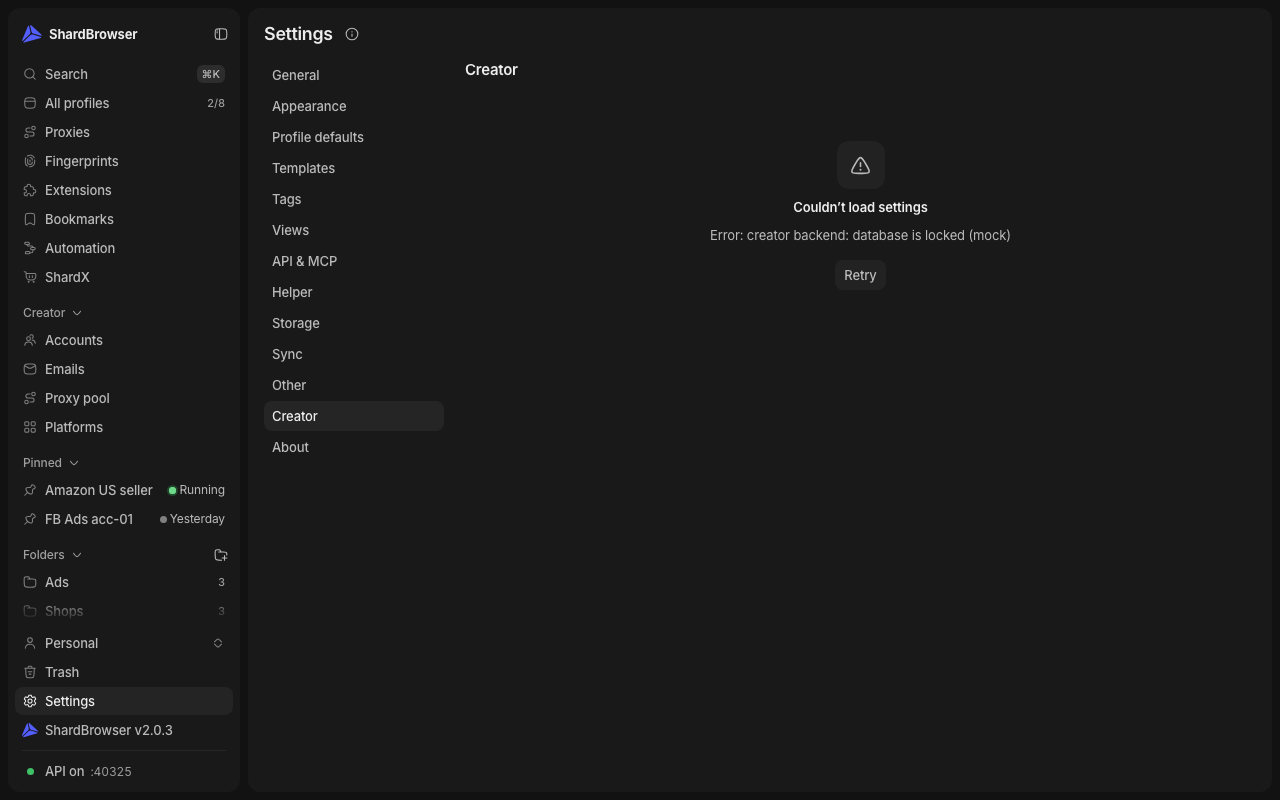 ShardBrowser
Search ⌘K
All profiles 2/8
Proxies
Fingerprints
Extensions
Bookmarks
Automation
ShardX
Creator
Accounts
Emails
Proxy pool
Platforms
Pinned
Amazon US seller Running
FB Ads acc-01 Yesterday
Folders
Ads 3
Shops 3
Personal
Trash
Settings
ShardBrowser v2.0.3
API on :40325
Settings
General
Appearance
Profile defaults
Templates
Tags
Views
API & MCP
Helper
Storage
Sync
Other
Creator
About
Creator
Couldn’t load settings
Error: creator backend: database is locked (mock)
Retry